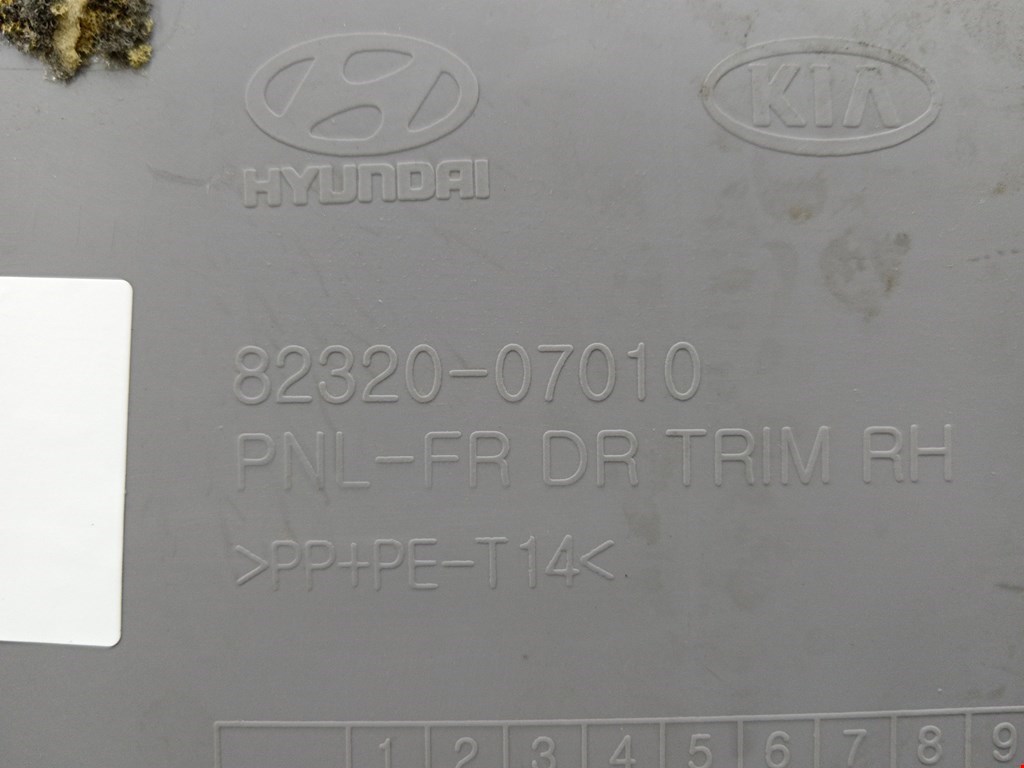 HYUNDAI KIA
82320-07010
PNL-FR DR TRIM RH
>PP+PE-T14<
1 2 3 4 5 6 7 8 9